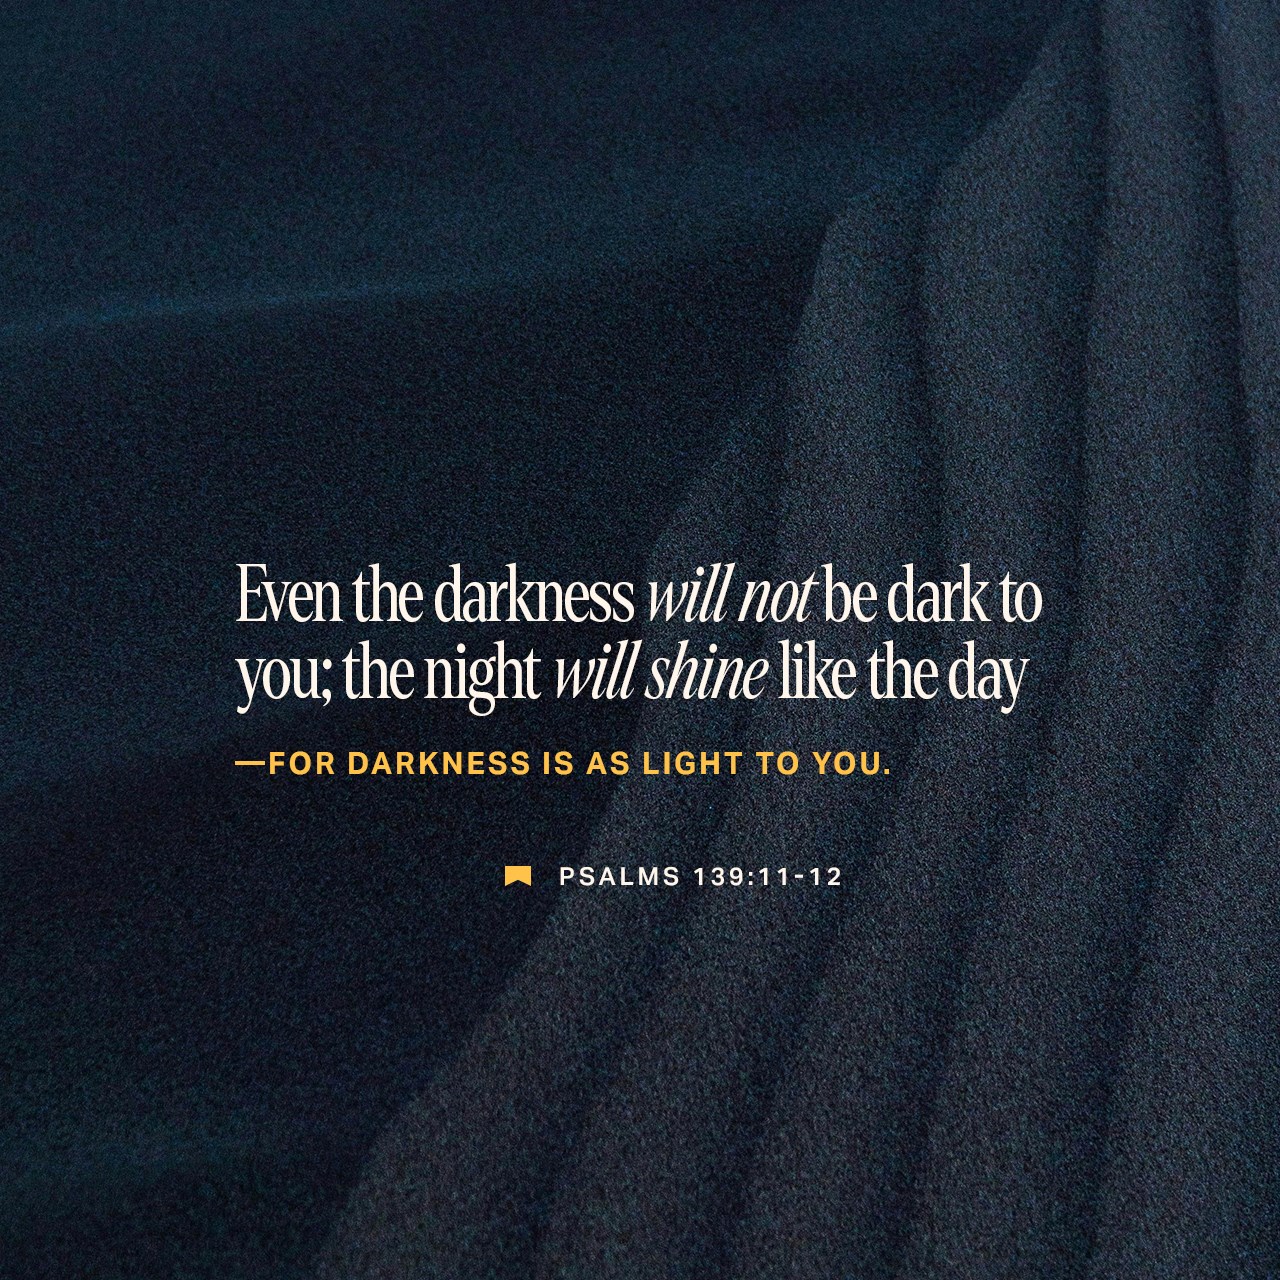 Even the darkness will not be dark to
you; the night will shine like the day
—FOR DARKNESS IS AS LIGHT TO YOU.
PSALMS 139:11-12